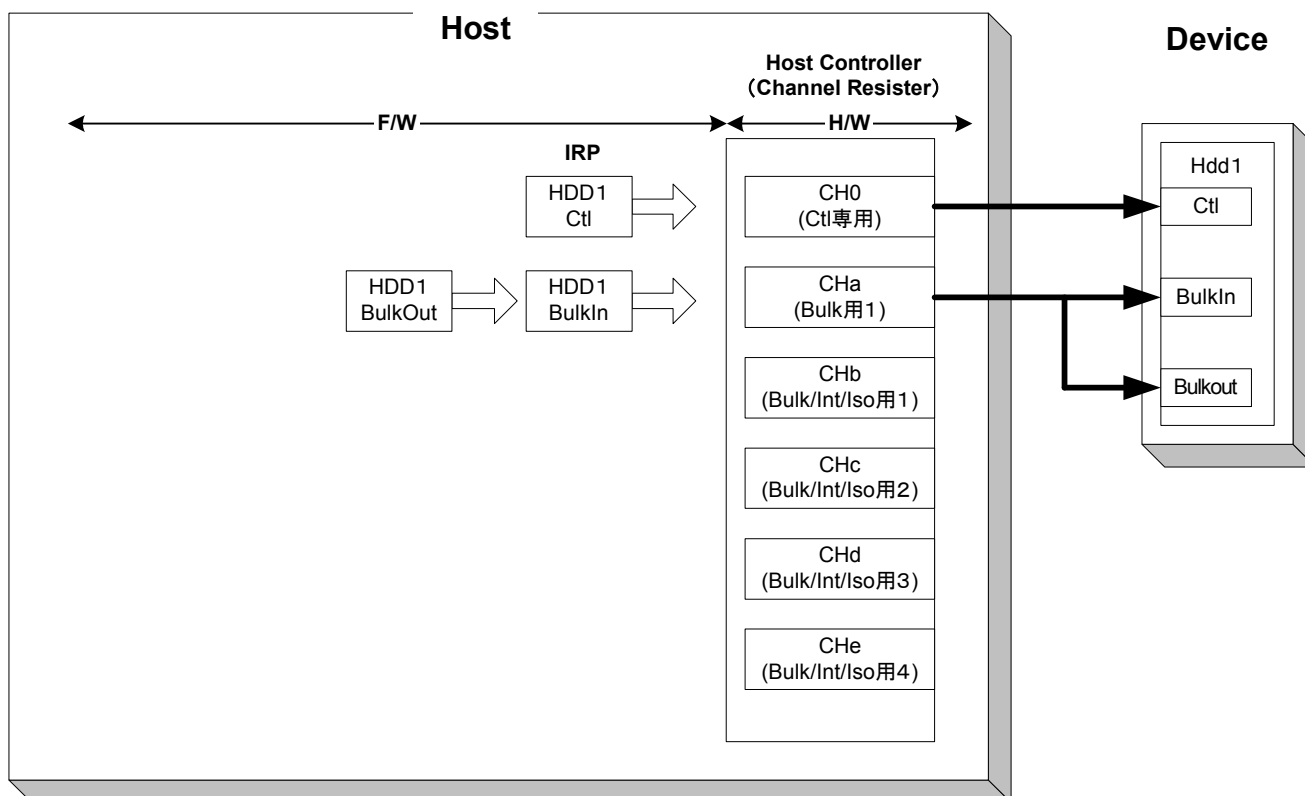 Host
Device
Host Controller
（Channel Resister）
F/W
H/W
IRP
HDD1
Ctl
CH0
(Ctl専用)
Hdd1
Ctl
HDD1
BulkOut
HDD1
BulkIn
CHa
(Bulk用1)
BulkIn
CHb
(Bulk/Int/Iso用1)
Bulkout
CHc
(Bulk/Int/Iso用2)
CHd
(Bulk/Int/Iso用3)
CHe
(Bulk/Int/Iso用4)